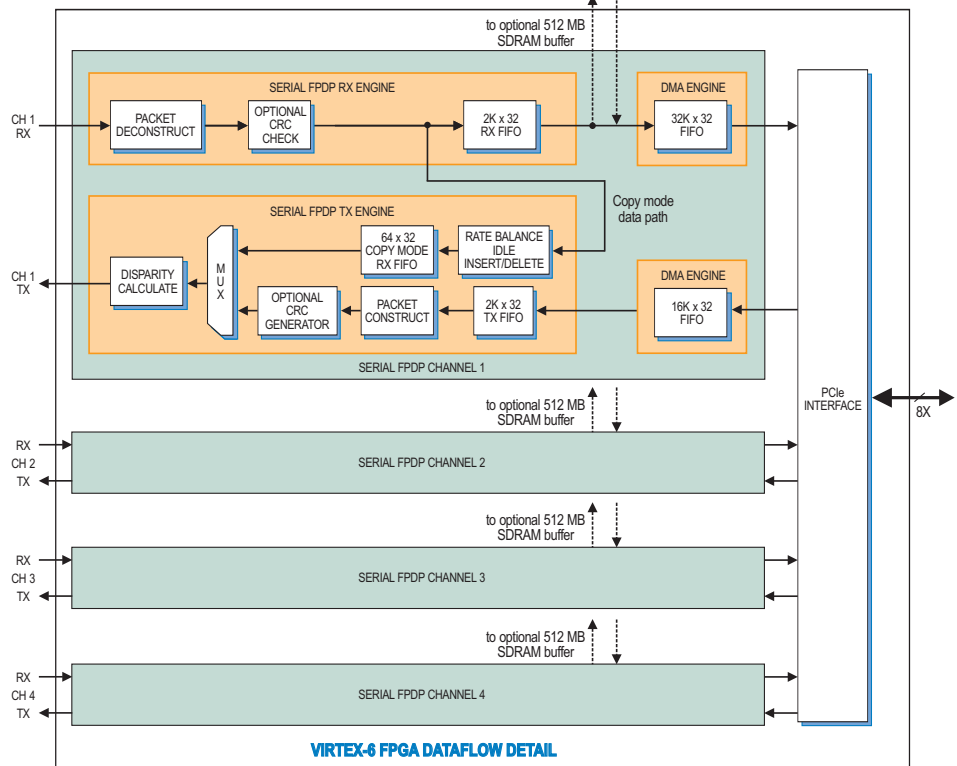 to optional 512 MB
SDRAM buffer
SERIAL FPDP RX ENGINE
DMA ENGINE
CH 1
RX
PACKET
DECONSTRUCT
OPTIONAL
CRC
CHECK
2K x 32
RX FIFO
32K x 32
FIFO
Copy mode
data path
SERIAL FPDP TX ENGINE
64 x 32
COPY MODE
RX FIFO
RATE BALANCE
IDLE
INSERT/DELETE
DMA ENGINE
CH 1
TX
DISPARITY
CALCULATE
M
U
X
OPTIONAL
CRC
GENERATOR
PACKET
CONSTRUCT
2K x 32
TX FIFO
16K x 32
FIFO
SERIAL FPDP CHANNEL 1
PCIe
INTERFACE
8X
to optional 512 MB
SDRAM buffer
RX
CH 2
TX
SERIAL FPDP CHANNEL 2
to optional 512 MB
SDRAM buffer
RX
CH 3
TX
SERIAL FPDP CHANNEL 3
to optional 512 MB
SDRAM buffer
RX
CH 4
TX
SERIAL FPDP CHANNEL 4
VIRTEX-6 FPGA DATAFLOW DETAIL